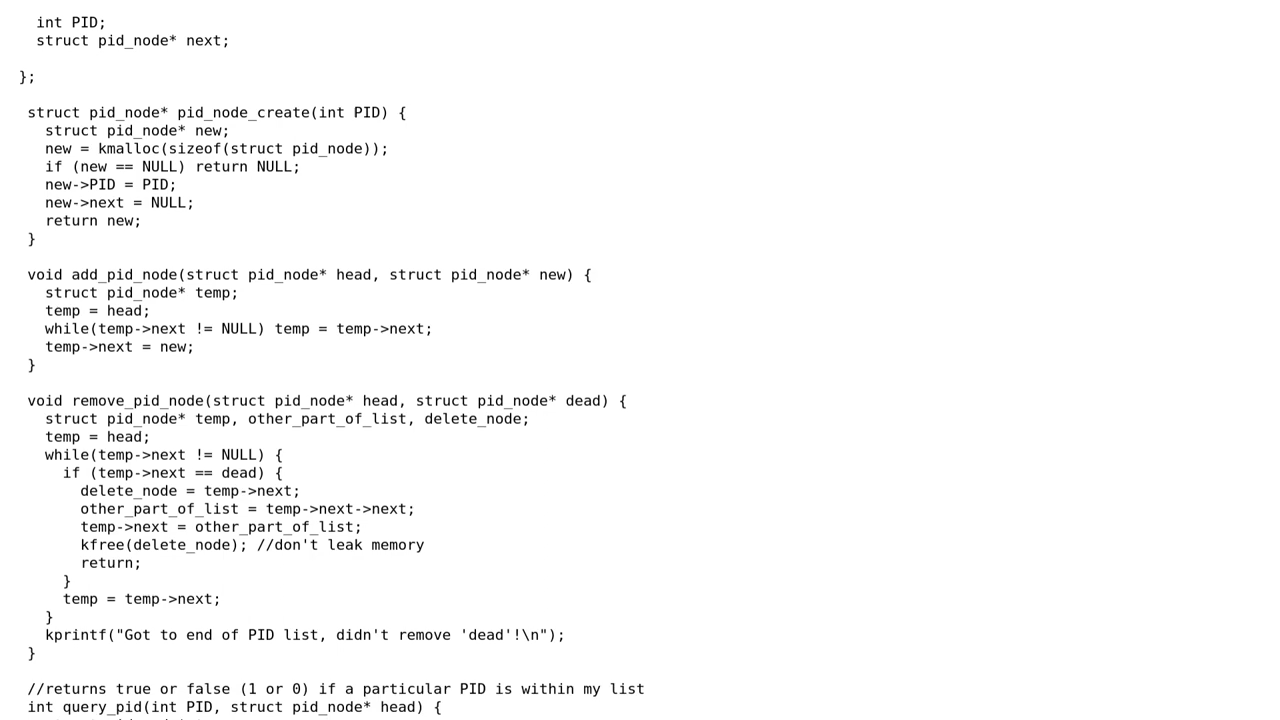 int PID;
struct pid_node* next;
};
struct pid_node* pid_node_create(int PID) {
struct pid_node* new;
new = kmalloc(sizeof(struct pid_node));
if (new == NULL) return NULL;
new->PID = PID;
new->next = NULL;
return new;
}
void add_pid_node(struct pid_node* head, struct pid_node* new) {
struct pid_node* temp;
temp = head;
while(temp->next != NULL) temp = temp->next;
temp->next = new;
}
void remove_pid_node(struct pid_node* head, struct pid_node* dead) {
struct pid_node* temp, other_part_of_list, delete_node;
temp = head;
while(temp->next != NULL) {
if (temp->next == dead) {
delete_node = temp->next;
other_part_of_list = temp->next->next;
temp->next = other_part_of_list;
kfree(delete_node); //don't leak memory
return;
}
temp = temp->next;
}
kprintf("Got to end of PID list, didn't remove 'dead'!\n");
}
//returns true or false (1 or 0) if a particular PID is within my list
int query_pid(int PID, struct pid_node* head) {